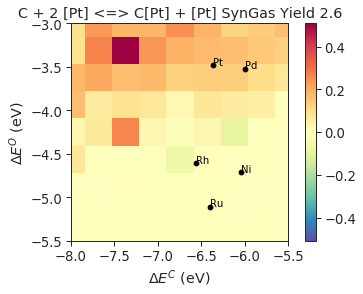 C + 2 [Pt] <=> C[Pt] + [Pt] SynGas Yield 2.6
−3.0
−3.5
−4.0
−4.5
−5.0
−5.5
ΔE^O (eV)
Pt
Pd
Rh
Ni
Ru
−8.0 −7.5 −7.0 −6.5 −6.0 −5.5
ΔE^C (eV)
0.4
0.2
0.0
−0.2
−0.4